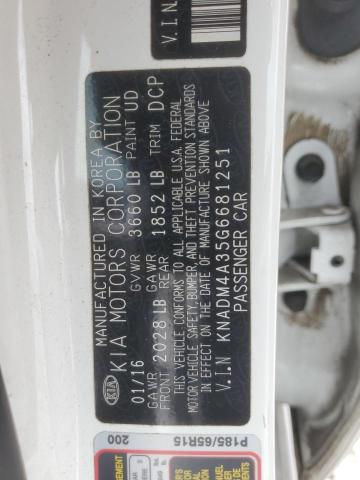 MANUFACTURED IN KOREA BY
KIA KIA MOTORS CORPORATION
01/16 GVWR 3660 LB PAINT UD
GAWR FRONT 2028 LB GAWR REAR 1852 LB TRIM DCP
THIS VEHICLE CONFORMS TO ALL APPLICABLE U.S.A. FEDERAL
MOTOR VEHICLE SAFETY, BUMPER, AND THEFT PREVENTION STANDARDS
IN EFFECT ON THE DATE OF MANUFACTURE SHOWN ABOVE
V.I.N KNADM4A35G6681251
PASSENGER CAR
V.I.N
200 P185/65R15